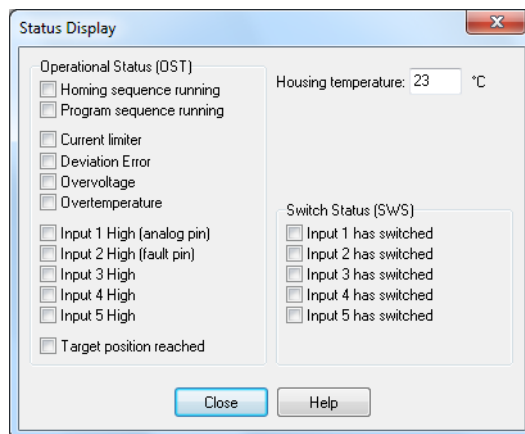 Status Display
Operational Status (OST)
Homing sequence running
Program sequence running
Current limiter
Deviation Error
Overvoltage
Overtemperature
Input 1 High (analog pin)
Input 2 High (fault pin)
Input 3 High
Input 4 High
Input 5 High
Target position reached
Housing temperature: 23 °C
Switch Status (SWS)
Input 1 has switched
Input 2 has switched
Input 3 has switched
Input 4 has switched
Input 5 has switched
Close
Help